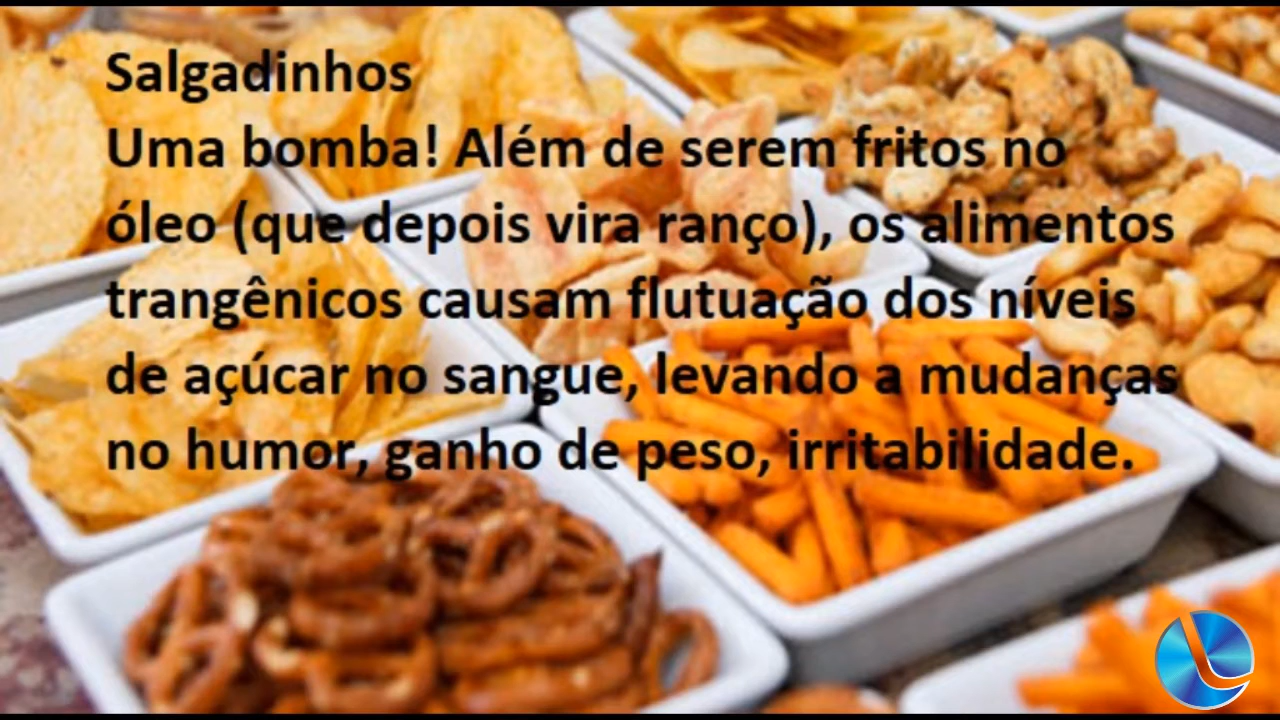 Salgadinhos
Uma bomba! Além de serem fritos no
óleo (que depois vira ranço), os alimentos
trangênicos causam flutuação dos níveis
de açúcar no sangue, levando a mudanças
no humor, ganho de peso, irritabilidade.